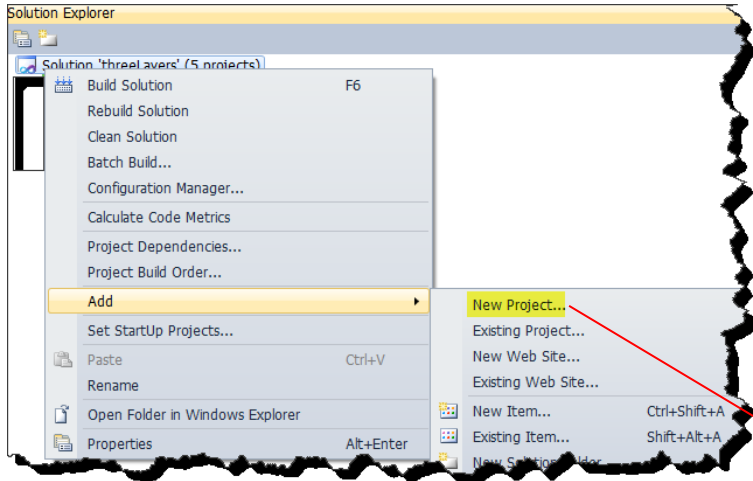 Solution Explorer
Solution 'threeLayers' (5 projects)
Build Solution F6
Rebuild Solution
Clean Solution
Batch Build...
Configuration Manager...
Calculate Code Metrics
Project Dependencies...
Project Build Order...
Add
Set StartUp Projects...
Paste Ctrl+V
Rename
Open Folder in Windows Explorer
Properties Alt+Enter
New Project...
Existing Project...
New Web Site...
Existing Web Site...
New Item... Ctrl+Shift+A
Existing Item... Shift+Alt+A
New Solution Folder